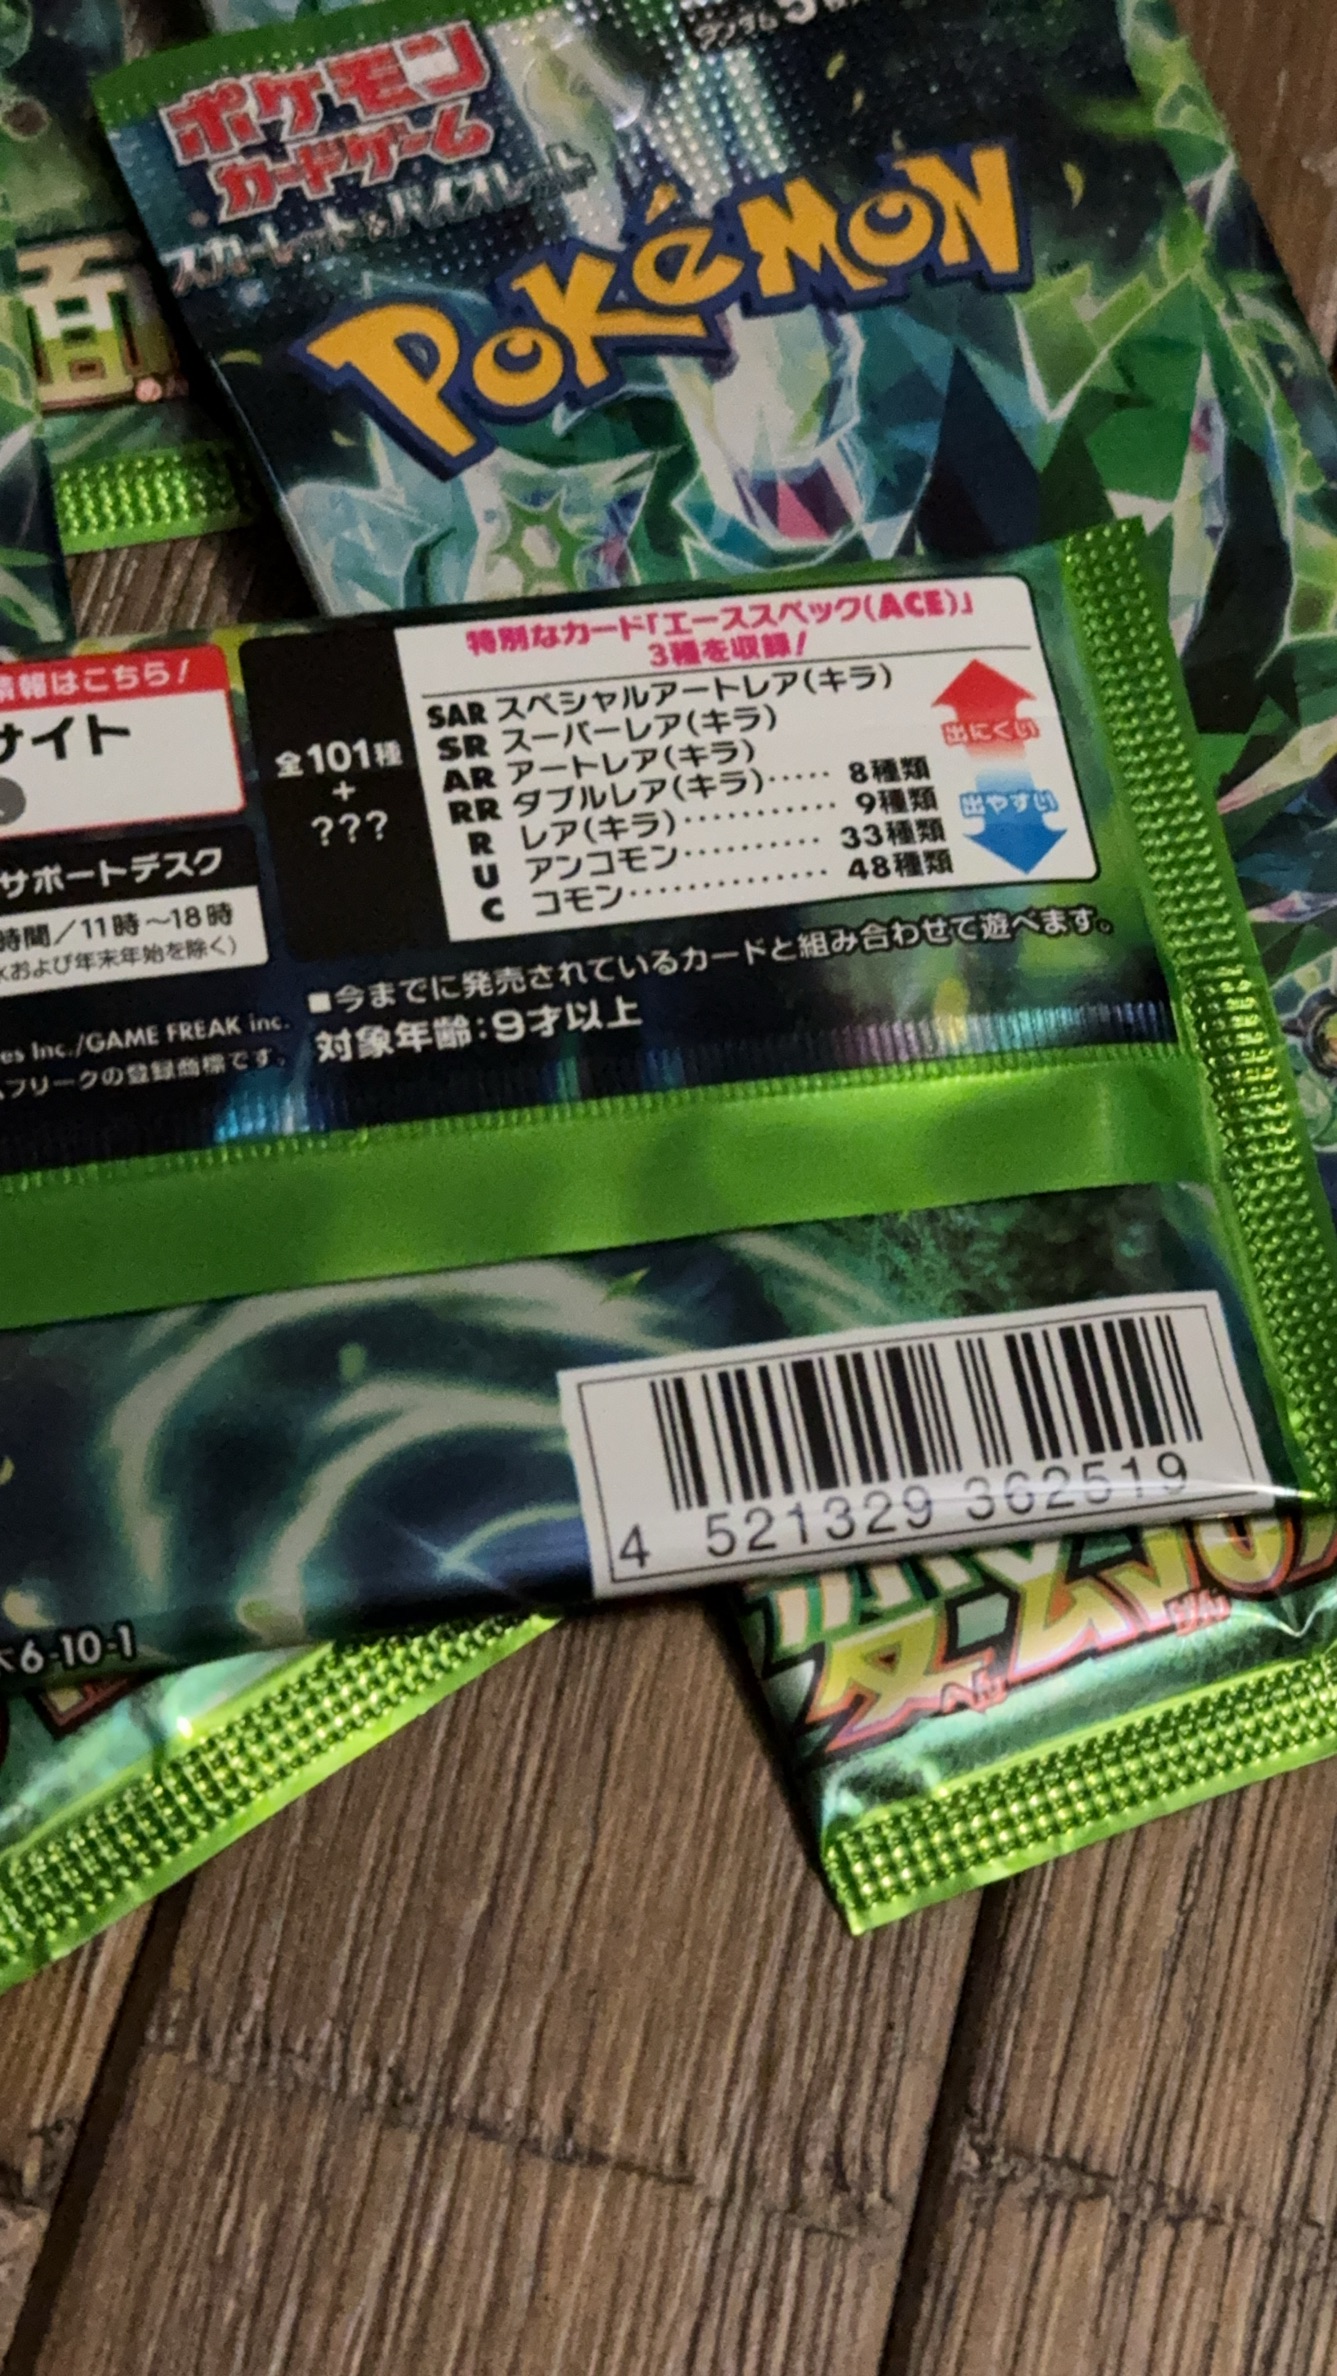 ポケモン
カードゲーム
スカーレット&バイオレット
POKéMON
情報はこちら!
サイト
サポートデスク
時間/11時〜18時
および年末年始を除く)
全101種
+
???
特別なカード「エーススペック(ACE)」
3種を収録!
SAR スペシャルアートレア(キラ)
SR スーパーレア(キラ)
AR アートレア(キラ)
RR ダブルレア(キラ)····· 8種類
R レア(キラ)·········· 9種類
U アンコモン·········· 33種類
C コモン·············· 48種類
出にくい
出やすい
■今までに発売されているカードと組み合わせて遊べます。
対象年齢:9才以上
es Inc./GAME FREAK inc.
フリークの登録商標です。
4 521329 362519
6-10-1